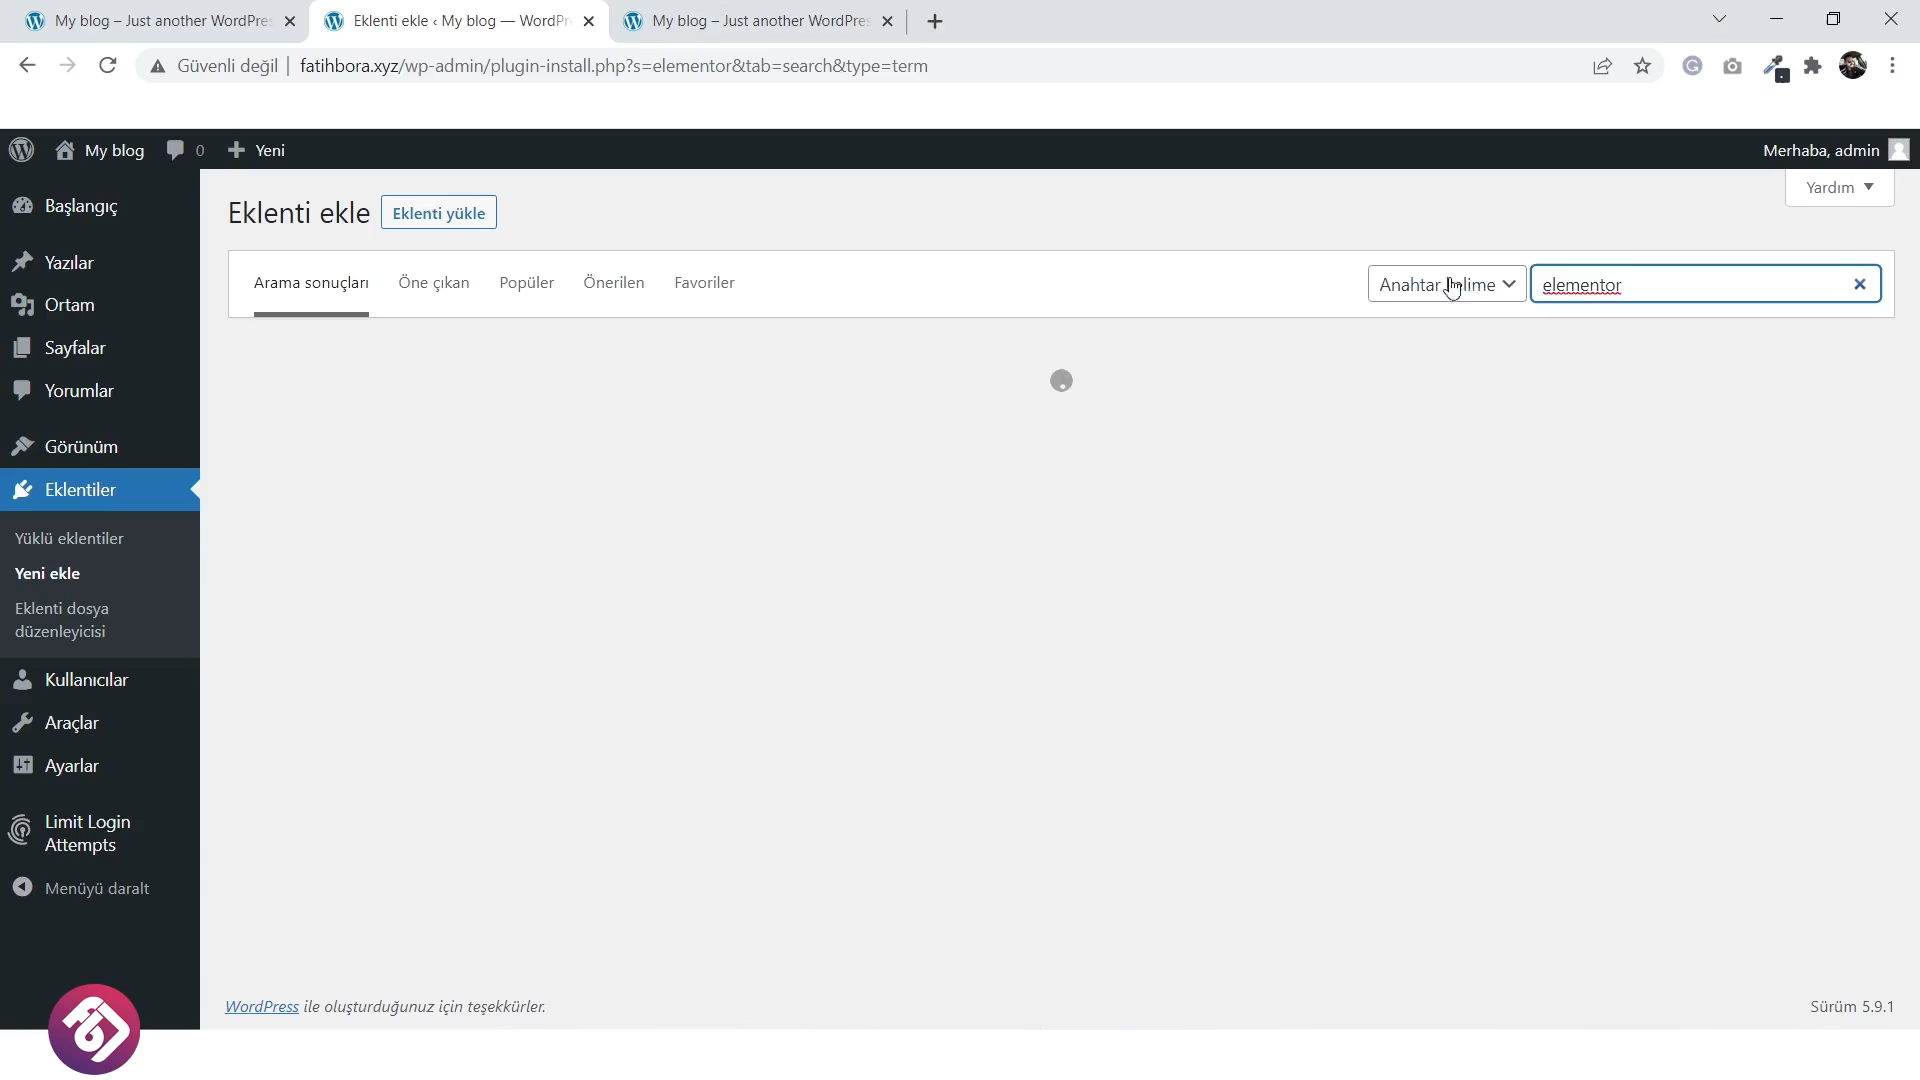 My blog – Just another WordPres
Eklenti ekle ‹ My blog — WordPr
My blog – Just another WordPres
Güvenli değil
fatihbora.xyz/wp-admin/plugin-install.php?s=elementor&tab=search&type=term
My blog
0
Yeni
Merhaba, admin
Başlangıç
Yazılar
Ortam
Sayfalar
Yorumlar
Görünüm
Eklentiler
Yüklü eklentiler
Yeni ekle
Eklenti dosya
düzenleyicisi
Kullanıcılar
Araçlar
Ayarlar
Limit Login
Attempts
Menüyü daralt
Yardım
Eklenti ekle
Eklenti yükle
Arama sonuçları
Öne çıkan
Popüler
Önerilen
Favoriler
Anahtar kelime
elementor
WordPress ile oluşturduğunuz için teşekkürler.
Sürüm 5.9.1